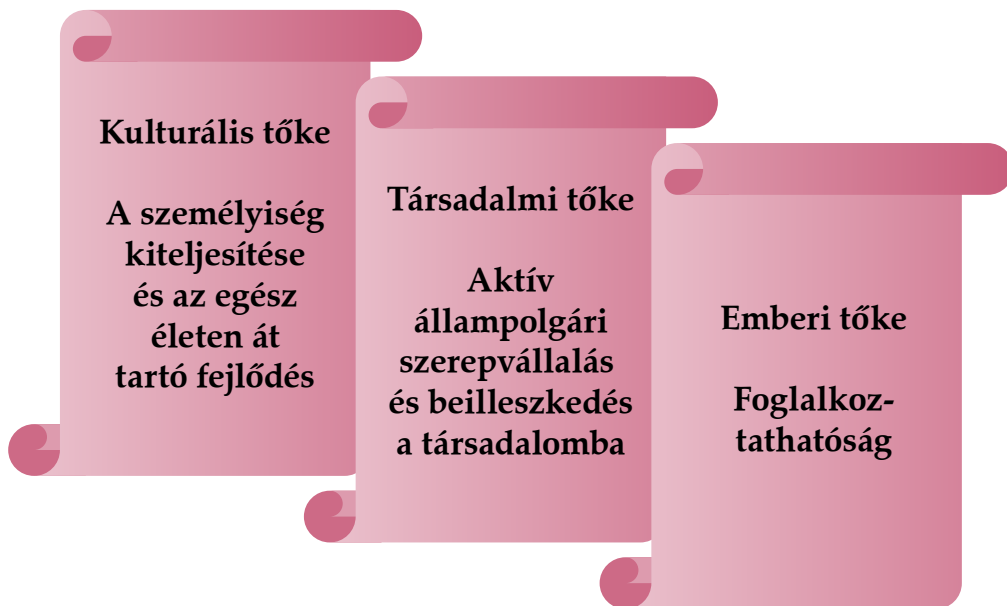 Kulturális tőke
A személyiség
kiteljesítése
és az egész
életen át
tartó fejlődés
Társadalmi tőke
Aktív
állampolgári
szerepvállalás
és beilleszkedés
a társadalomba
Emberi tőke
Foglalkoz-
tathatóság